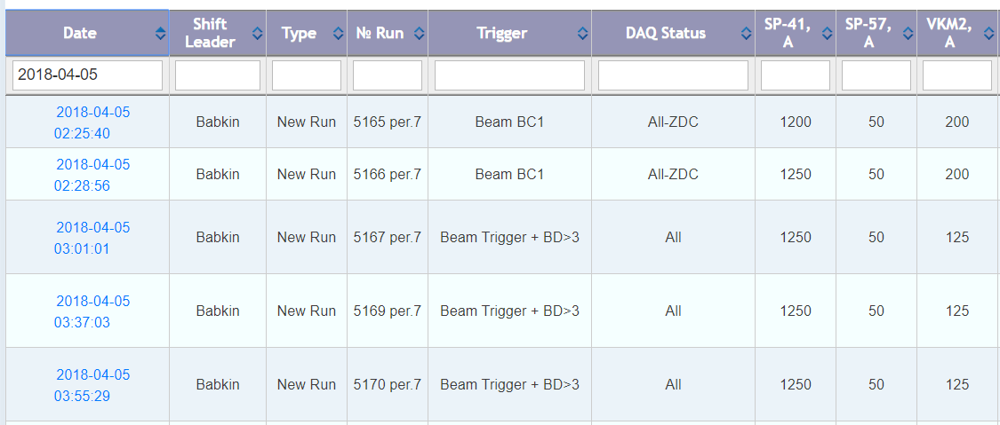 Date Shift Leader Type № Run Trigger DAQ Status SP-41, A SP-57, A VKM2, A
2018-04-05
2018-04-05 02:25:40 Babkin New Run 5165 per.7 Beam BC1 All-ZDC 1200 50 200
2018-04-05 02:28:56 Babkin New Run 5166 per.7 Beam BC1 All-ZDC 1250 50 200
2018-04-05 03:01:01 Babkin New Run 5167 per.7 Beam Trigger + BD>3 All 1250 50 125
2018-04-05 03:37:03 Babkin New Run 5169 per.7 Beam Trigger + BD>3 All 1250 50 125
2018-04-05 03:55:29 Babkin New Run 5170 per.7 Beam Trigger + BD>3 All 1250 50 125